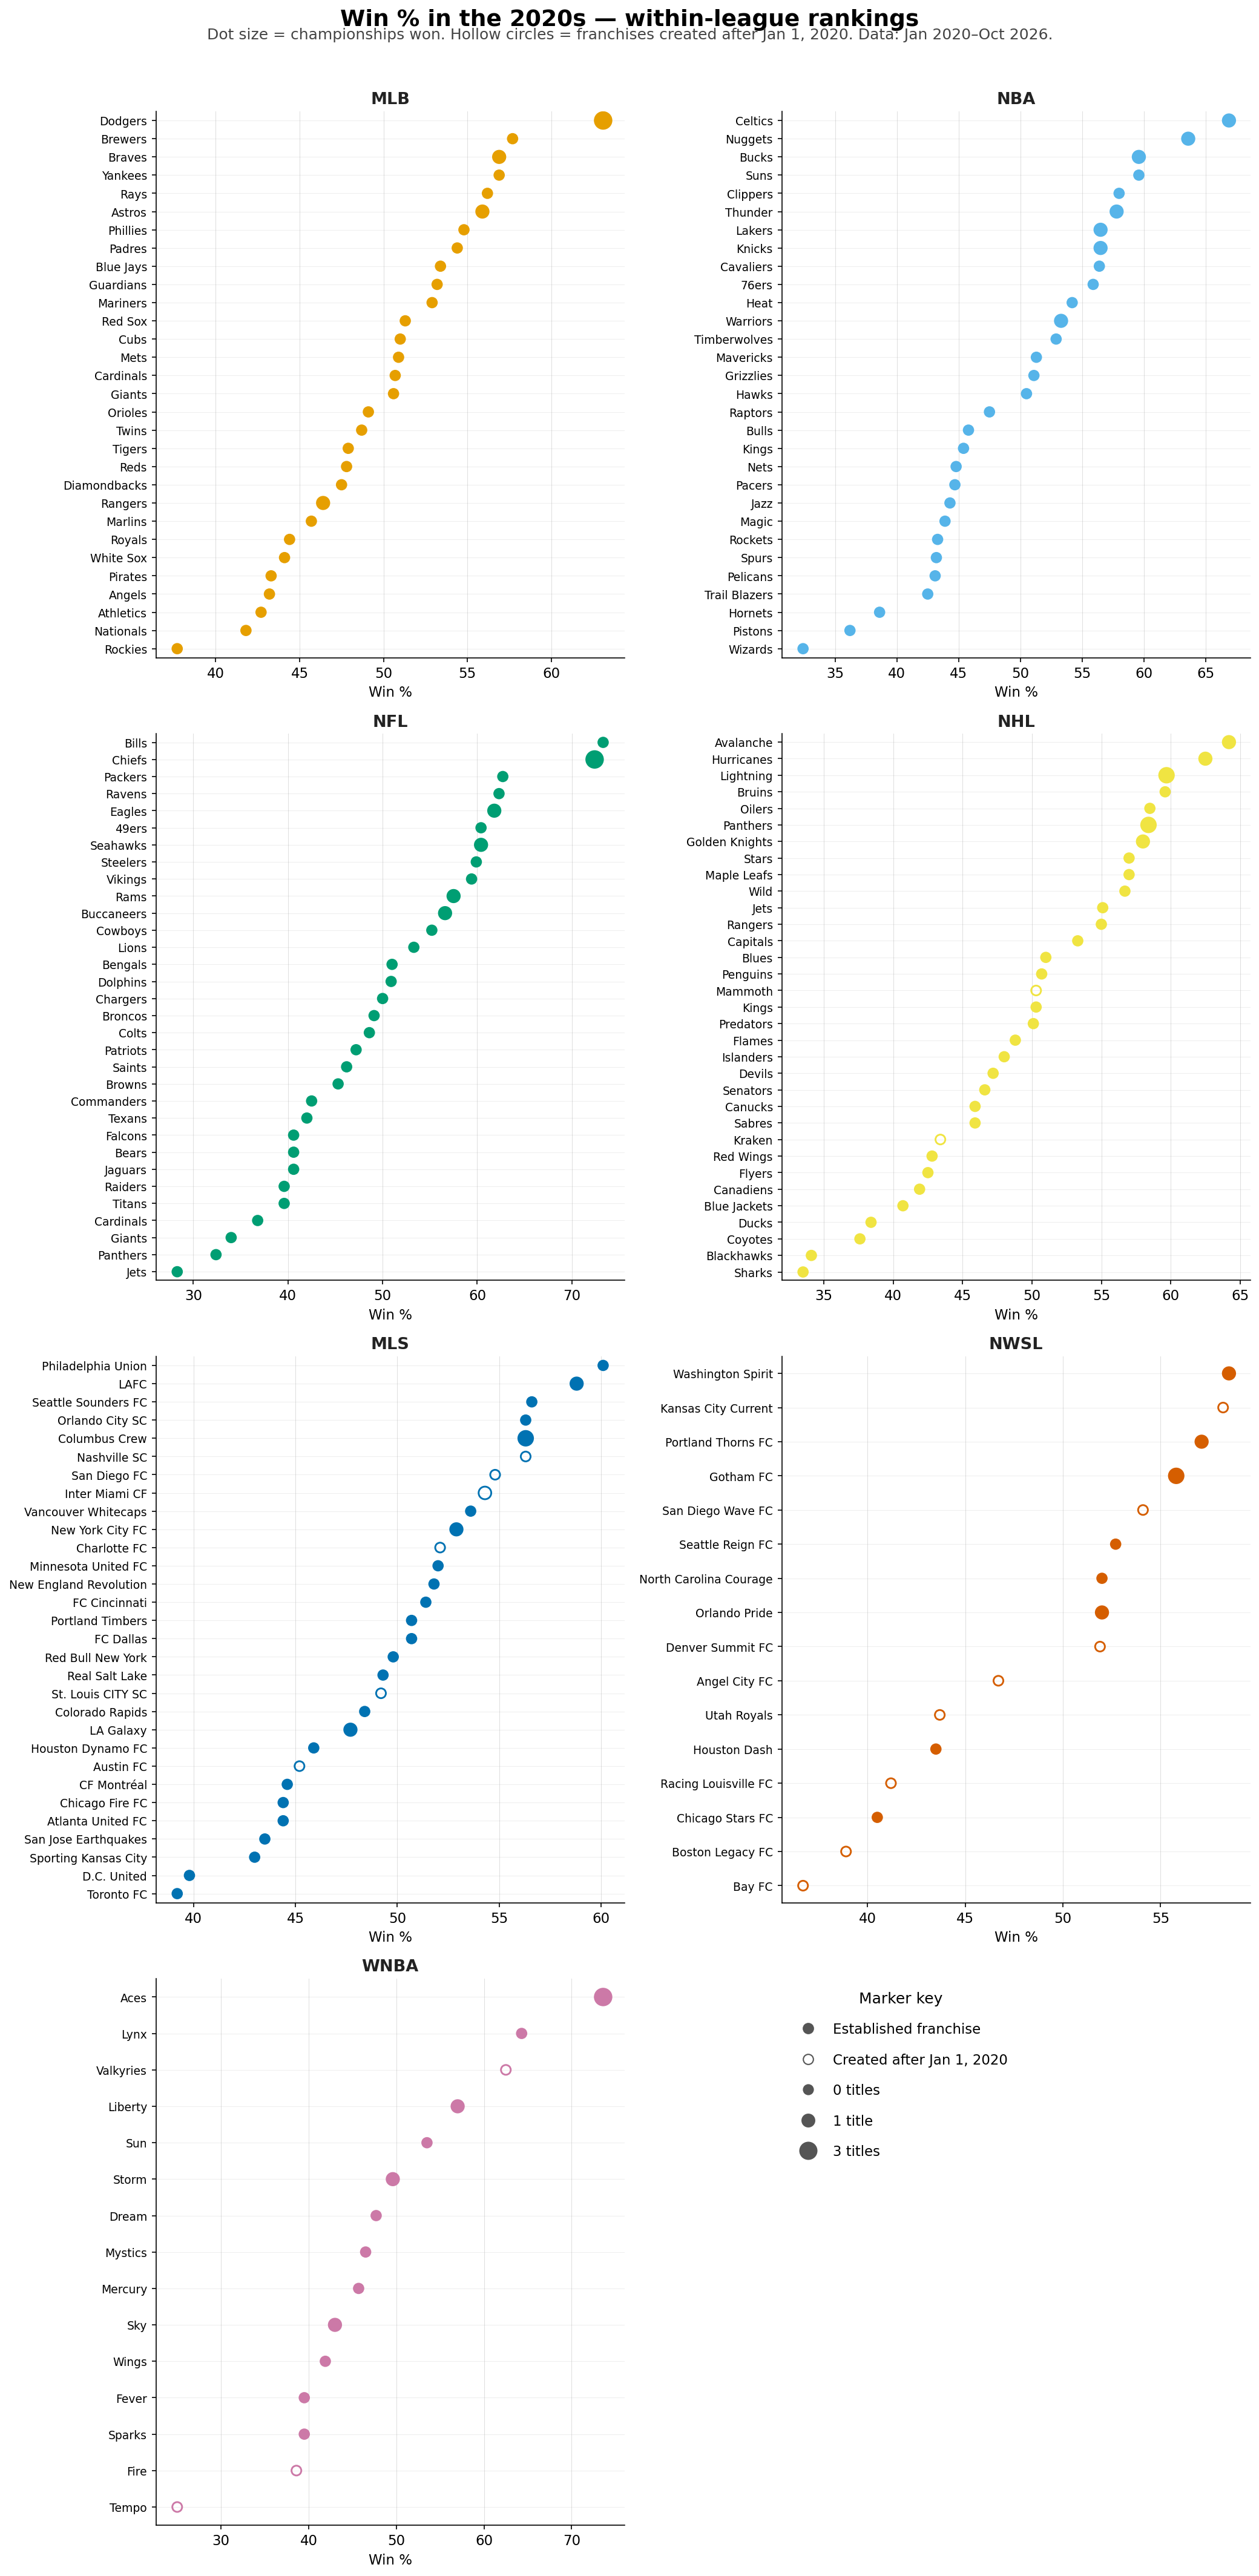 Win % in the 2020s — within-league rankings
Dot size = championships won. Hollow circles = franchises created after Jan 1, 2020. Data: Jan 2020–Oct 2026.
MLB
Dodgers
Brewers
Braves
Yankees
Rays
Astros
Phillies
Padres
Blue Jays
Guardians
Mariners
Red Sox
Cubs
Mets
Cardinals
Giants
Orioles
Twins
Tigers
Reds
Diamondbacks
Rangers
Marlins
Royals
White Sox
Pirates
Angels
Athletics
Nationals
Rockies
40 45 50 55 60
Win %
NBA
Celtics
Nuggets
Bucks
Suns
Clippers
Thunder
Lakers
Knicks
Cavaliers
76ers
Heat
Warriors
Timberwolves
Mavericks
Grizzlies
Hawks
Raptors
Bulls
Kings
Nets
Pacers
Jazz
Magic
Rockets
Spurs
Pelicans
Trail Blazers
Hornets
Pistons
Wizards
35 40 45 50 55 60 65
Win %
NFL
Bills
Chiefs
Packers
Ravens
Eagles
49ers
Seahawks
Steelers
Vikings
Rams
Buccaneers
Cowboys
Lions
Bengals
Dolphins
Chargers
Broncos
Colts
Patriots
Saints
Browns
Commanders
Texans
Falcons
Bears
Jaguars
Raiders
Titans
Cardinals
Giants
Panthers
Jets
30 40 50 60 70
Win %
NHL
Avalanche
Hurricanes
Lightning
Bruins
Oilers
Panthers
Golden Knights
Stars
Maple Leafs
Wild
Jets
Rangers
Capitals
Blues
Penguins
Mammoth
Kings
Predators
Flames
Islanders
Devils
Senators
Canucks
Sabres
Kraken
Red Wings
Flyers
Canadiens
Blue Jackets
Ducks
Coyotes
Blackhawks
Sharks
35 40 45 50 55 60 65
Win %
MLS
Philadelphia Union
LAFC
Seattle Sounders FC
Orlando City SC
Columbus Crew
Nashville SC
San Diego FC
Inter Miami CF
Vancouver Whitecaps
New York City FC
Charlotte FC
Minnesota United FC
New England Revolution
FC Cincinnati
Portland Timbers
FC Dallas
Red Bull New York
Real Salt Lake
St. Louis CITY SC
Colorado Rapids
LA Galaxy
Houston Dynamo FC
Austin FC
CF Montréal
Chicago Fire FC
Atlanta United FC
San Jose Earthquakes
Sporting Kansas City
D.C. United
Toronto FC
40 45 50 55 60
Win %
NWSL
Washington Spirit
Kansas City Current
Portland Thorns FC
Gotham FC
San Diego Wave FC
Seattle Reign FC
North Carolina Courage
Orlando Pride
Denver Summit FC
Angel City FC
Utah Royals
Houston Dash
Racing Louisville FC
Chicago Stars FC
Boston Legacy FC
Bay FC
40 45 50 55
Win %
WNBA
Aces
Lynx
Valkyries
Liberty
Sun
Storm
Dream
Mystics
Mercury
Sky
Wings
Fever
Sparks
Fire
Tempo
30 40 50 60 70
Win %
Marker key
Established franchise
Created after Jan 1, 2020
0 titles
1 title
3 titles